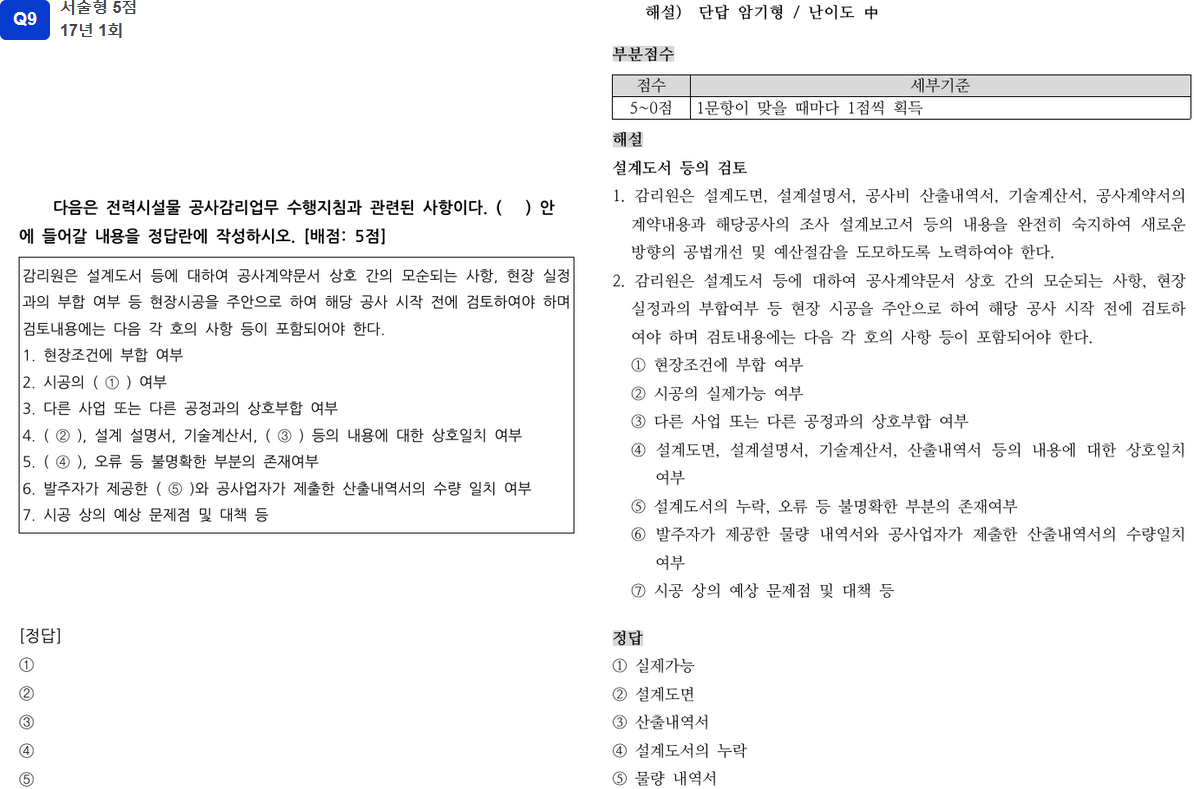 Q9
서술형 5점
17년 1회
다음은 전력시설물 공사감리업무 수행지침과 관련된 사항이다. ( ) 안
에 들어갈 내용을 정답란에 작성하시오. [배점: 5점]
감리원은 설계도서 등에 대하여 공사계약문서 상호 간의 모순되는 사항, 현장 실정
과의 부합 여부 등 현장시공을 주안으로 하여 해당 공사 시작 전에 검토하여야 하며
검토내용에는 다음 각 호의 사항 등이 포함되어야 한다.
1. 현장조건에 부합 여부
2. 시공의 ( ① ) 여부
3. 다른 사업 또는 다른 공정과의 상호부합 여부
4. ( ② ), 설계 설명서, 기술계산서, ( ③ ) 등의 내용에 대한 상호일치 여부
5. ( ④ ), 오류 등 불명확한 부분의 존재여부
6. 발주자가 제공한 ( ⑤ )와 공사업자가 제출한 산출내역서의 수량 일치 여부
7. 시공 상의 예상 문제점 및 대책 등
[정답]
①
②
③
④
⑤
해설) 단답 암기형 / 난이도 中
부분점수
점수 세부기준
5~0점 1문항이 맞을 때마다 1점씩 획득
해설
설계도서 등의 검토
1. 감리원은 설계도면, 설계설명서, 공사비 산출내역서, 기술계산서, 공사계약서의
계약내용과 해당공사의 조사 설계보고서 등의 내용을 완전히 숙지하여 새로운
방향의 공법개선 및 예산절감을 도모하도록 노력하여야 한다.
2. 감리원은 설계도서 등에 대하여 공사계약문서 상호 간의 모순되는 사항, 현장
실정과의 부합여부 등 현장 시공을 주안으로 하여 해당 공사 시작 전에 검토하
여야 하며 검토내용에는 다음 각 호의 사항 등이 포함되어야 한다.
① 현장조건에 부합 여부
② 시공의 실제가능 여부
③ 다른 사업 또는 다른 공정과의 상호부합 여부
④ 설계도면, 설계설명서, 기술계산서, 산출내역서 등의 내용에 대한 상호일치
여부
⑤ 설계도서의 누락, 오류 등 불명확한 부분의 존재여부
⑥ 발주자가 제공한 물량 내역서와 공사업자가 제출한 산출내역서의 수량일치
여부
⑦ 시공 상의 예상 문제점 및 대책 등
정답
① 실제가능
② 설계도면
③ 산출내역서
④ 설계도서의 누락
⑤ 물량 내역서